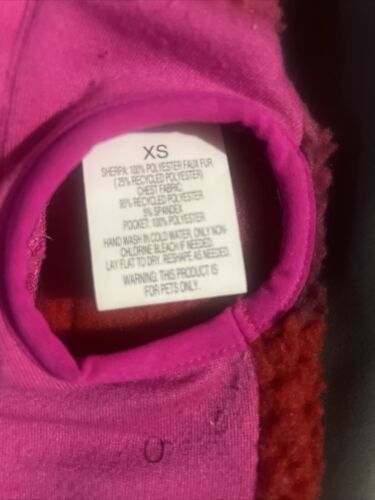 XS
SHERPA: 100% POLYESTER FAUX FUR
(25% RECYCLED POLYESTER)
CHEST FABRIC:
95% RECYCLED POLYESTER
5% SPANDEX
POCKET: 100% POLYESTER
HAND WASH IN COLD WATER, ONLY NON-
CHLORINE BLEACH IF NEEDED.
LAY FLAT TO DRY. RESHAPE AS NEEDED.
WARNING: THIS PRODUCT IS
FOR PETS ONLY.